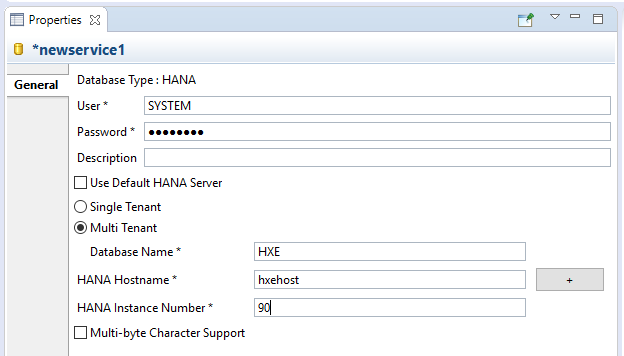 Properties
*newservice1
General
Database Type : HANA
User * SYSTEM
Password * ●●●●●●●●
Description
Use Default HANA Server
Single Tenant
Multi Tenant
Database Name * HXE
HANA Hostname * hxehost +
HANA Instance Number * 90
Multi-byte Character Support